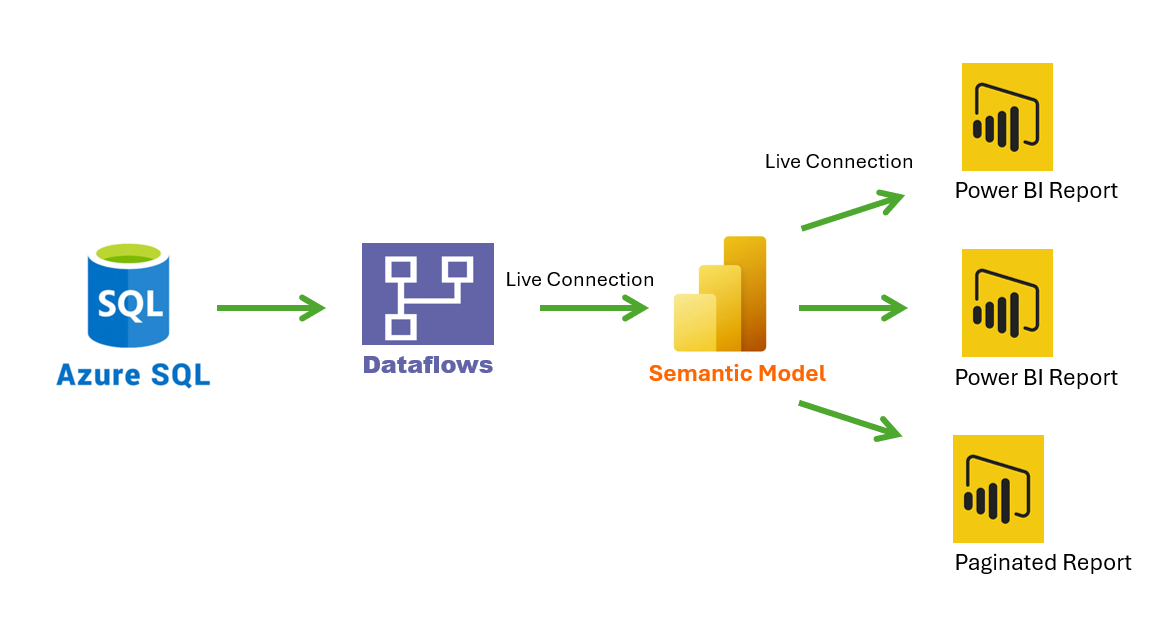 Live Connection
Power BI Report
SQL
Azure SQL
Dataflows
Live Connection
Semantic Model
Power BI Report
Paginated Report